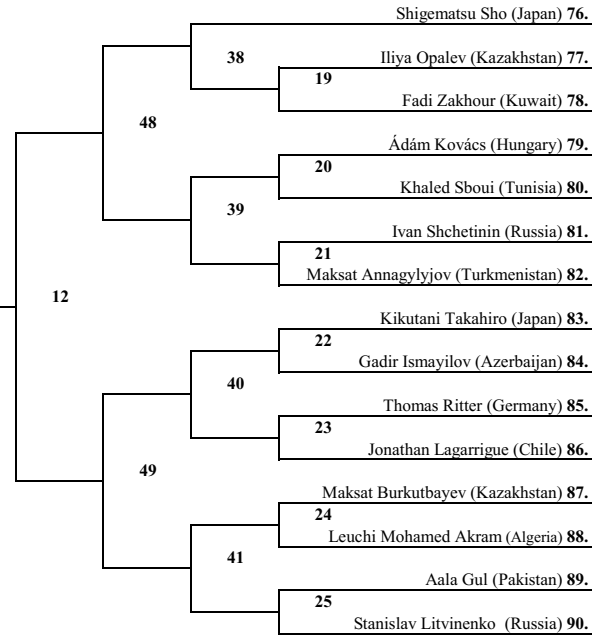 Shigematsu Sho (Japan) 76.
38
Iliya Opalev (Kazakhstan) 77.
19
Fadi Zakhour (Kuwait) 78.
48
Ádám Kovács (Hungary) 79.
20
Khaled Sboui (Tunisia) 80.
39
Ivan Shchetinin (Russia) 81.
21
Maksat Annagylyjov (Turkmenistan) 82.
12
Kikutani Takahiro (Japan) 83.
22
Gadir Ismayilov (Azerbaijan) 84.
40
Thomas Ritter (Germany) 85.
23
Jonathan Lagarrigue (Chile) 86.
49
Maksat Burkutbayev (Kazakhstan) 87.
24
Leuchi Mohamed Akram (Algeria) 88.
41
Aala Gul (Pakistan) 89.
25
Stanislav Litvinenko (Russia) 90.